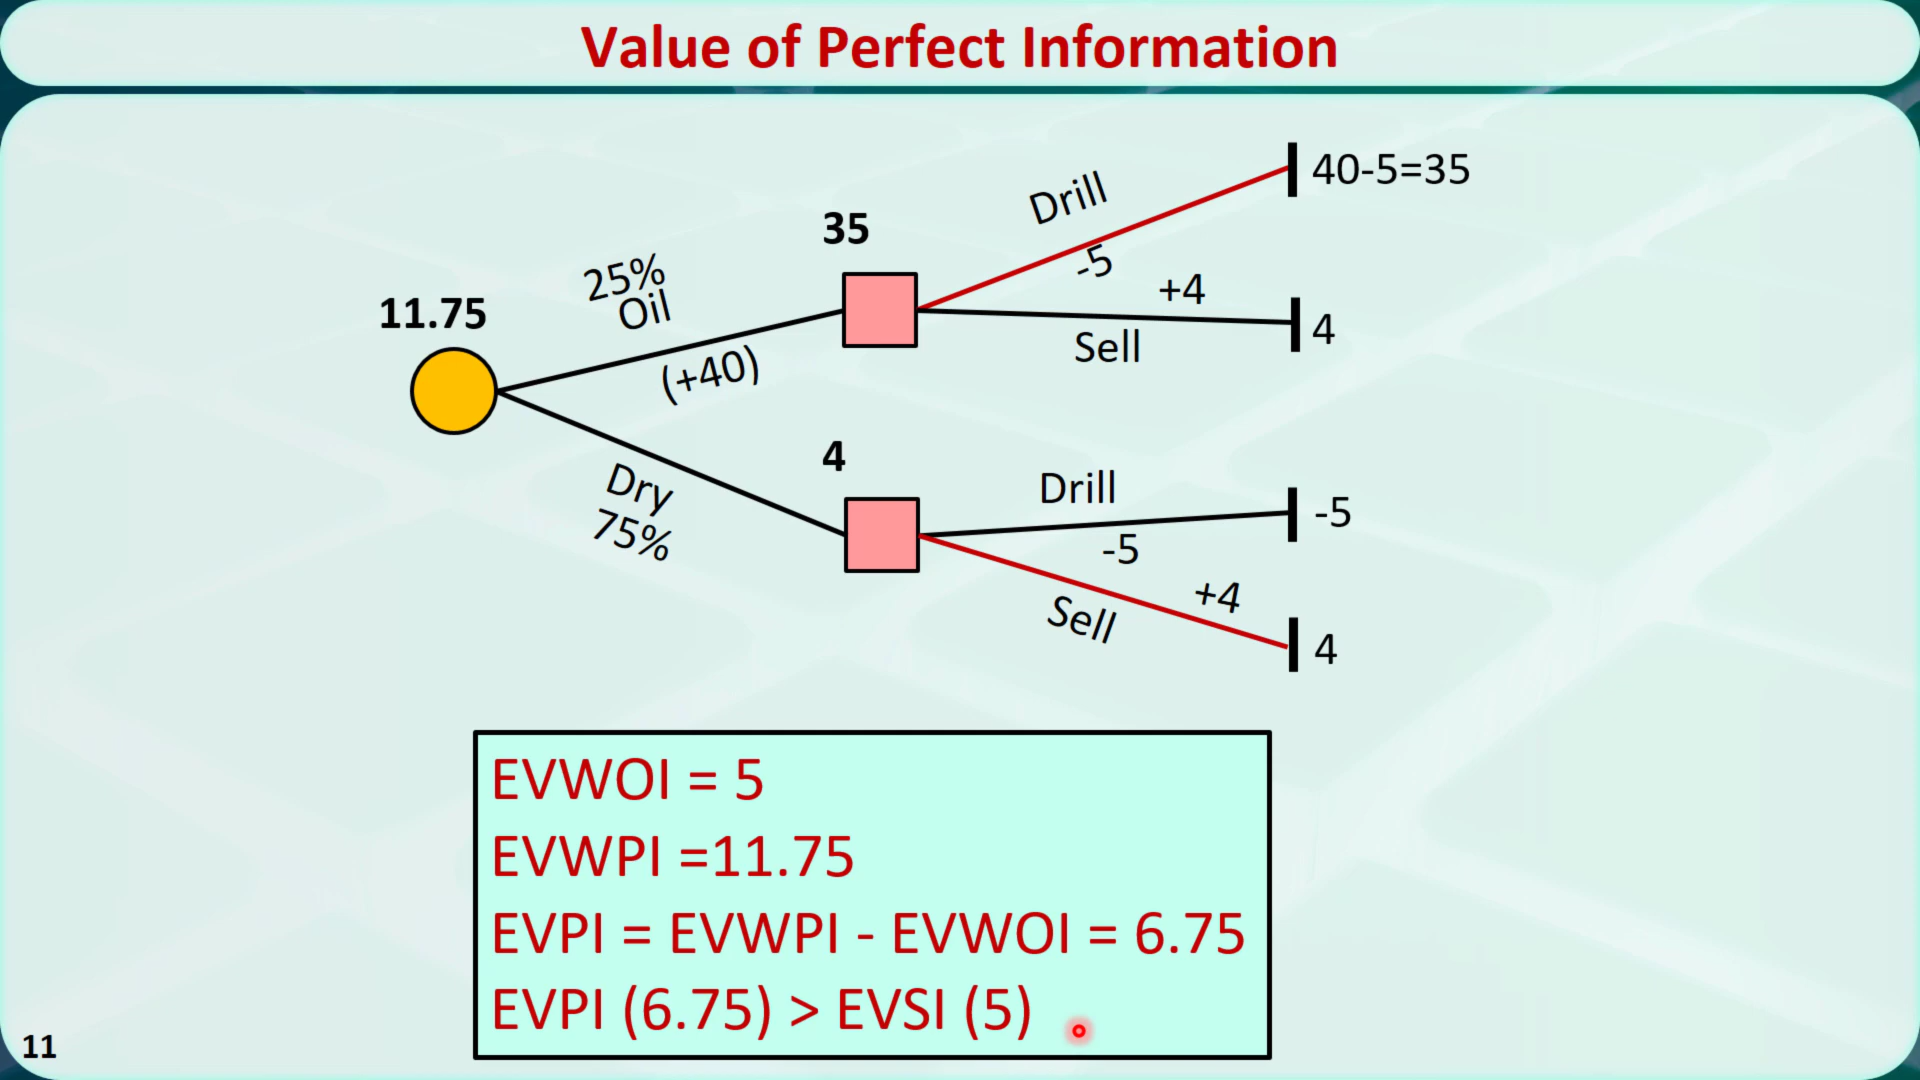 Value of Perfect Information
40-5=35
Drill
35
-5
25%
Oil
+4
11.75
4
Sell
(+40)
4
Dry
Drill
-5
75%
-5
+4
Sell
4
EVWOI = 5
EVWPI =11.75
EVPI = EVWPI - EVWOI = 6.75
EVPI (6.75) > EVSI (5)
11